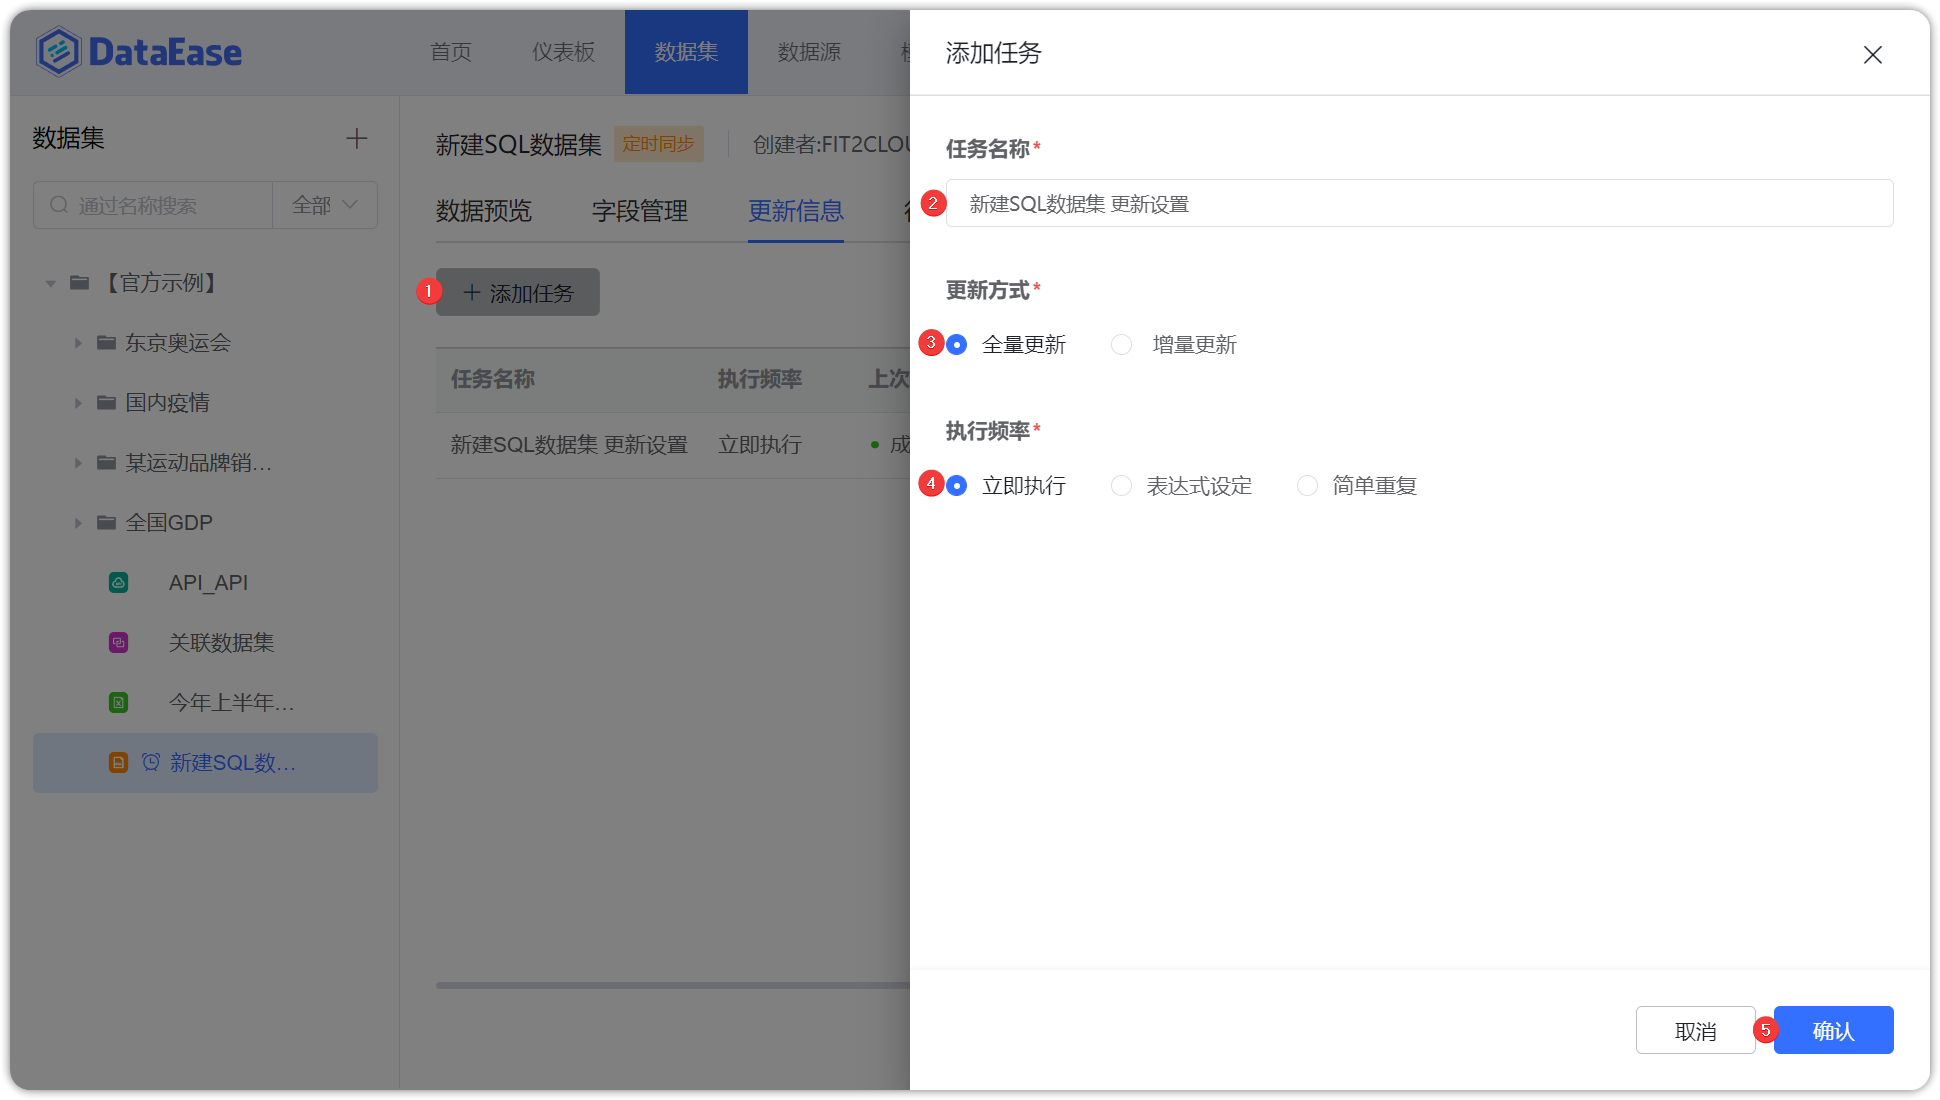 DataEase
首页
仪表板
数据集
数据源
数据集
通过名称搜索
全部
【官方示例】
东京奥运会
国内疫情
某运动品牌销...
全国GDP
API_API
关联数据集
今年上半年...
新建SQL数...
新建SQL数据集
定时同步
创建者:FIT2CLOU
数据预览
字段管理
更新信息
1
添加任务
任务名称
执行频率
上次
新建SQL数据集 更新设置
立即执行
成
添加任务
任务名称*
2
新建SQL数据集 更新设置
更新方式*
3
全量更新
增量更新
执行频率*
4
立即执行
表达式设定
简单重复
取消
5
确认